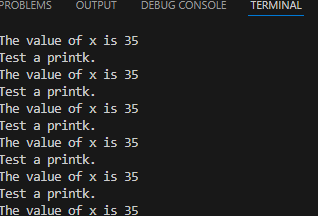 PROBLEMS OUTPUT DEBUG CONSOLE TERMINAL
The value of x is 35
Test a printk.
The value of x is 35
Test a printk.
The value of x is 35
Test a printk.
The value of x is 35
Test a printk.
The value of x is 35
Test a printk.
The value of x is 35